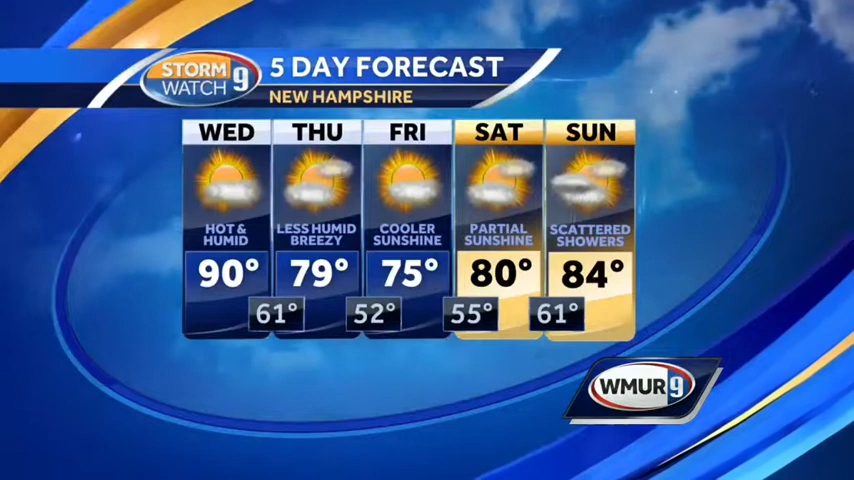 STORM
WATCH 9
5 DAY FORECAST
NEW HAMPSHIRE
WED THU FRI SAT SUN
HOT & LESS HUMID COOLER PARTIAL SCATTERED
HUMID BREEZY SUNSHINE SUNSHINE SHOWERS
90° 79° 75° 80° 84°
61° 52° 55° 61°
WMUR 9